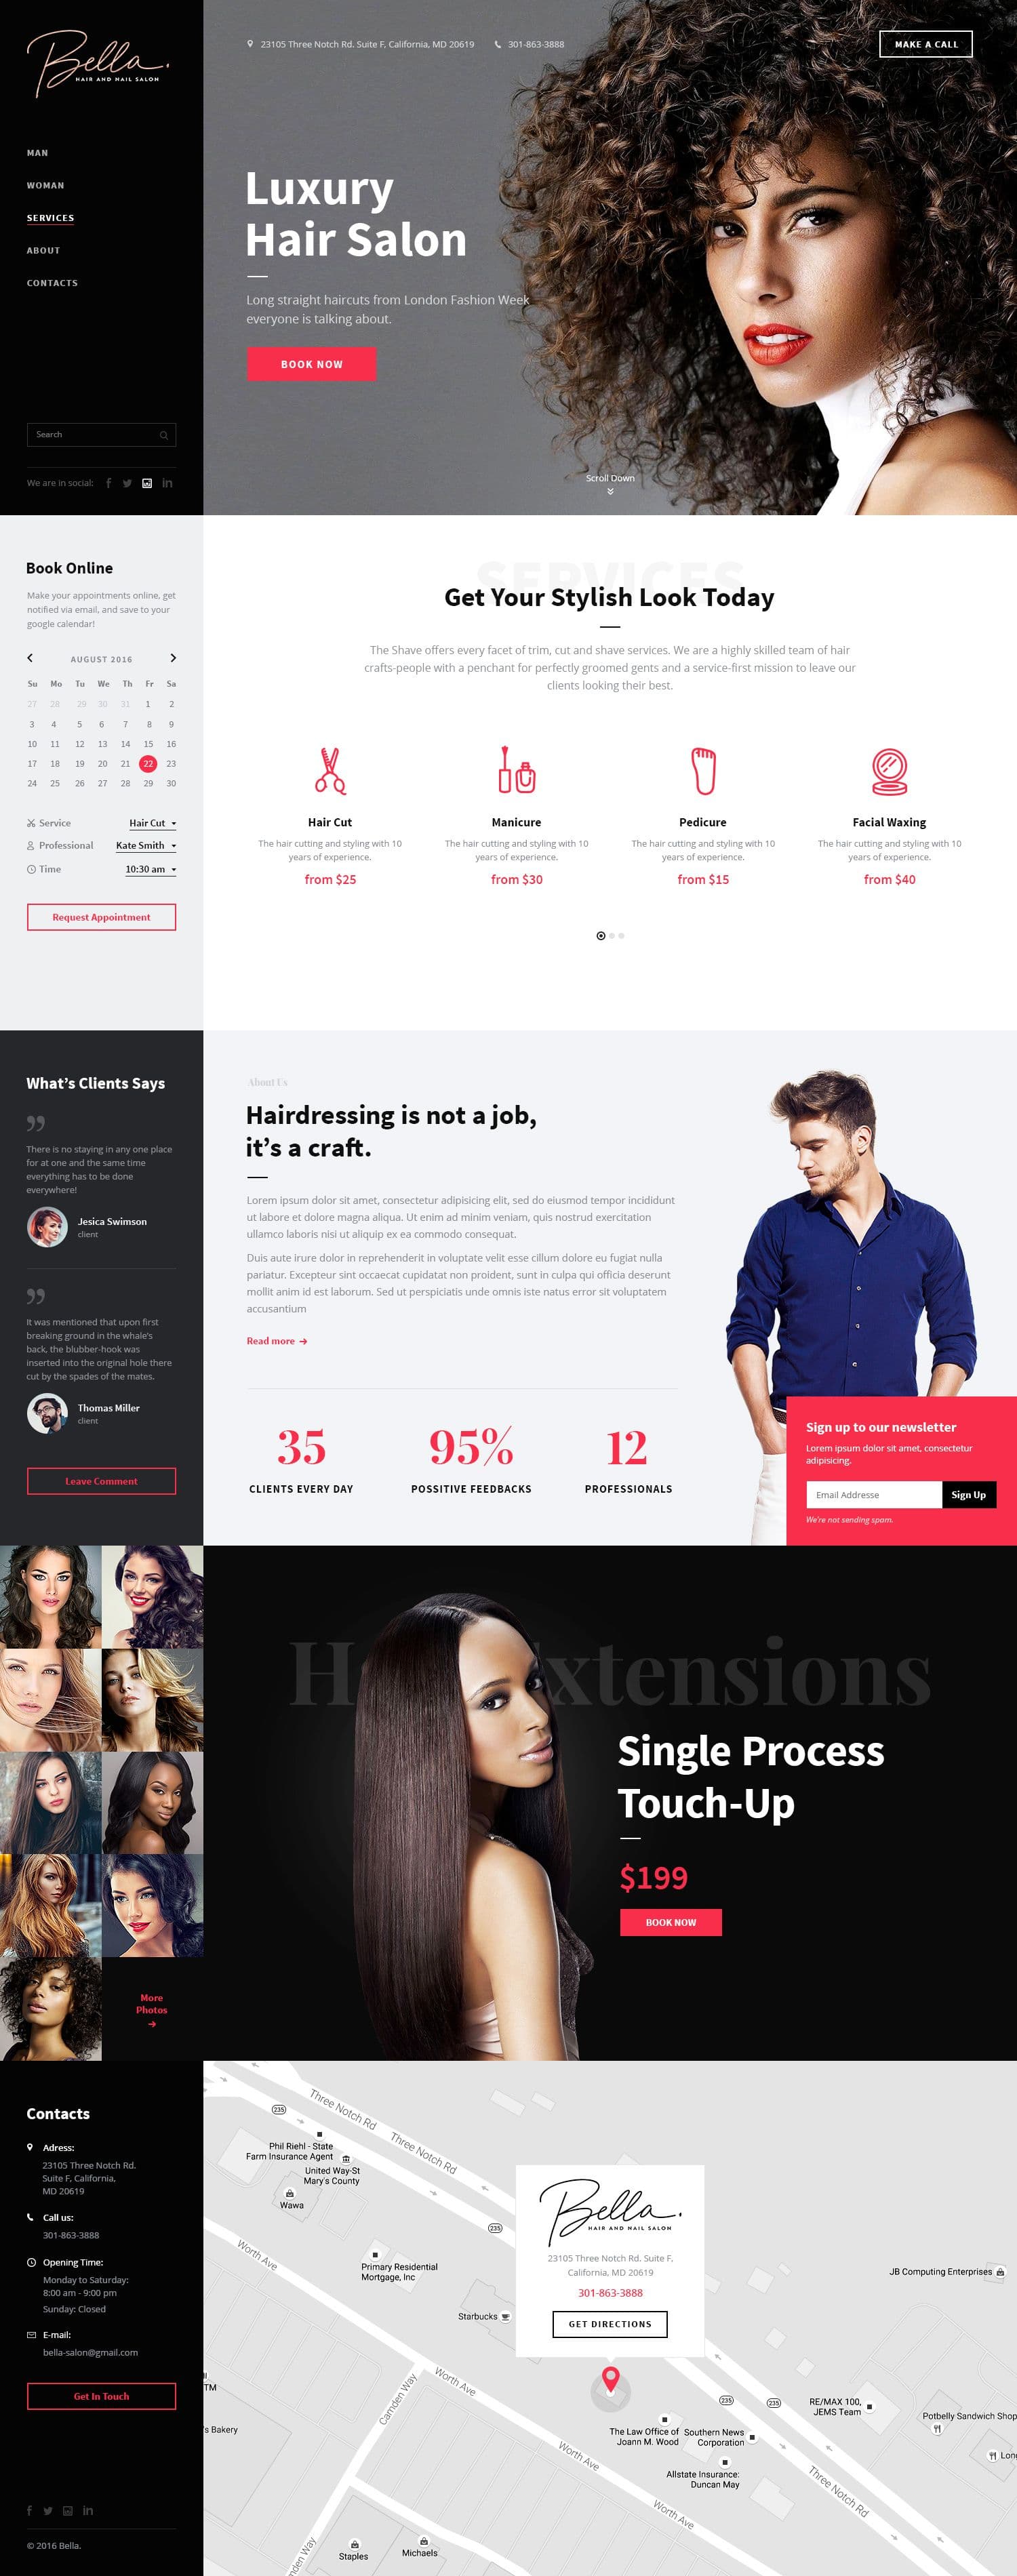 Bella.
HAIR AND NAIL SALON
MAN
WOMAN
SERVICES
ABOUT
CONTACTS
Search
We are in social:
23105 Three Notch Rd. Suite F, California, MD 20619
301-863-3888
MAKE A CALL
Luxury
Hair Salon
Long straight haircuts from London Fashion Week
everyone is talking about.
BOOK NOW
Scroll Down
Book Online
Make your appointments online, get
notified via email, and save to your
google calendar!
AUGUST 2016
Su Mo Tu We Th Fr Sa
27 28 29 30 31 1 2
3 4 5 6 7 8 9
10 11 12 13 14 15 16
17 18 19 20 21 22 23
24 25 26 27 28 29 30
Service Hair Cut
Professional Kate Smith
Time 10:30 am
Request Appointment
SERVICES
Get Your Stylish Look Today
The Shave offers every facet of trim, cut and shave services. We are a highly skilled team of hair
crafts-people with a penchant for perfectly groomed gents and a service-first mission to leave our
clients looking their best.
Hair Cut
The hair cutting and styling with 10
years of experience.
from $25
Manicure
The hair cutting and styling with 10
years of experience.
from $30
Pedicure
The hair cutting and styling with 10
years of experience.
from $15
Facial Waxing
The hair cutting and styling with 10
years of experience.
from $40
What's Clients Says
There is no staying in any one place
for at one and the same time
everything has to be done
everywhere!
Jesica Swimson
client
It was mentioned that upon first
breaking ground in the whale's
back, the blubber-hook was
inserted into the original hole there
cut by the spades of the mates.
Thomas Miller
client
Leave Comment
About Us
Hairdressing is not a job,
it's a craft.
Lorem ipsum dolor sit amet, consectetur adipisicing elit, sed do eiusmod tempor incididunt
ut labore et dolore magna aliqua. Ut enim ad minim veniam, quis nostrud exercitation
ullamco laboris nisi ut aliquip ex ea commodo consequat.
Duis aute irure dolor in reprehenderit in voluptate velit esse cillum dolore eu fugiat nulla
pariatur. Excepteur sint occaecat cupidatat non proident, sunt in culpa qui officia deserunt
mollit anim id est laborum. Sed ut perspiciatis unde omnis iste natus error sit voluptatem
accusantium
Read more
35
CLIENTS EVERY DAY
95%
POSSITIVE FEEDBACKS
12
PROFESSIONALS
Sign up to our newsletter
Lorem ipsum dolor sit amet, consectetur
adipisicing.
Email Addresse
Sign Up
We're not sending spam.
More
Photos
H Extensions
Single Process
Touch-Up
$199
BOOK NOW
Contacts
Adress:
23105 Three Notch Rd.
Suite F, California,
MD 20619
Call us:
301-863-3888
Opening Time:
Monday to Saturday:
8:00 am - 9:00 pm
Sunday: Closed
E-mail:
bella-salon@gmail.com
Get In Touch
© 2016 Bella.
Three Notch Rd
Three Notch Rd
235
Phil Riehl - State
Farm Insurance Agent
United Way-St
Mary's County
Wawa
235
Worth Ave
Primary Residential
Mortgage, Inc
Starbucks
Bella.
HAIR AND NAIL SALON
23105 Three Notch Rd. Suite F,
California, MD 20619
301-863-3888
GET DIRECTIONS
JB Computing Enterprises
TM
's Bakery
Camden Way
Worth Ave
235
235
RE/MAX 100,
JEMS Team
Potbelly Sandwich Shop
The Law Office of
Joann M. Wood
Southern News
Corporation
Long
Worth Ave
Allstate Insurance:
Duncan May
Three Notch Rd
Worth Ave
mden Way
Staples
Michaels